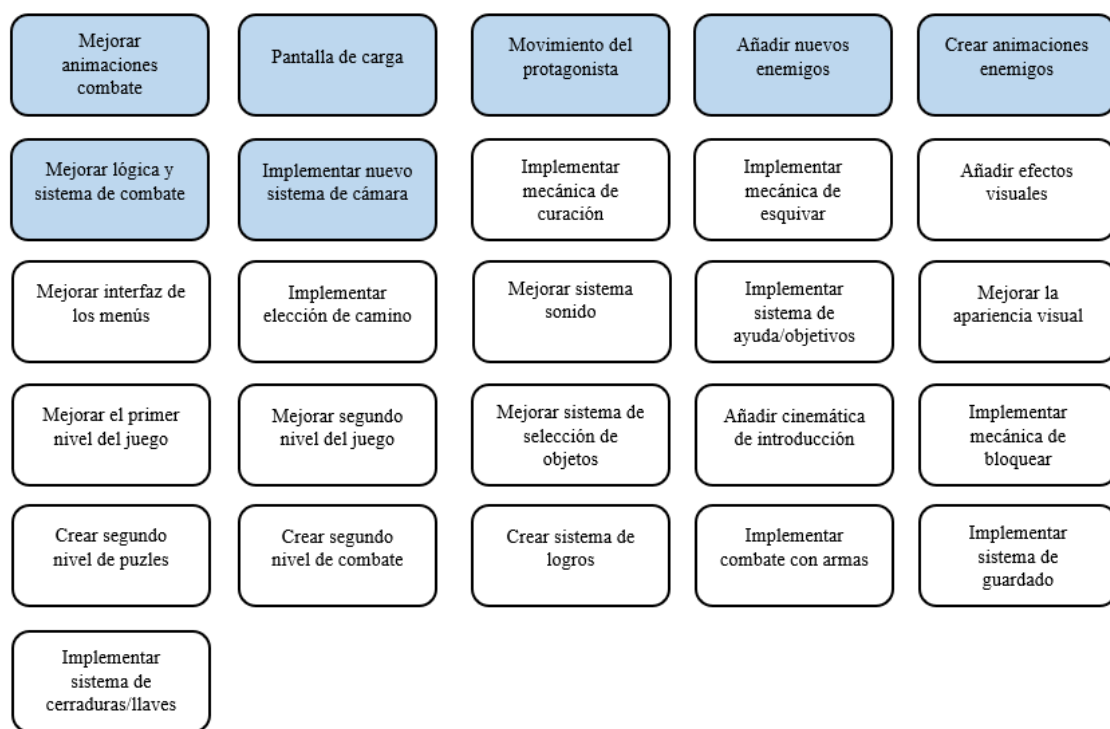 Mejorar
animaciones
combate
Pantalla de carga
Movimiento del
protagonista
Añadir nuevos
enemigos
Crear animaciones
enemigos
Mejorar lógica y
sistema de combate
Implementar nuevo
sistema de cámara
Implementar
mecánica de
curación
Implementar
mecánica de
esquivar
Añadir efectos
visuales
Mejorar interfaz de
los menús
Implementar
elección de camino
Mejorar sistema
sonido
Implementar
sistema de
ayuda/objetivos
Mejorar la
apariencia visual
Mejorar el primer
nivel del juego
Mejorar segundo
nivel del juego
Mejorar sistema de
selección de
objetos
Añadir cinemática
de introducción
Implementar
mecánica de
bloquear
Crear segundo
nivel de puzles
Crear segundo
nivel de combate
Crear sistema de
logros
Implementar
combate con armas
Implementar
sistema de
guardado
Implementar
sistema de
cerraduras/llaves